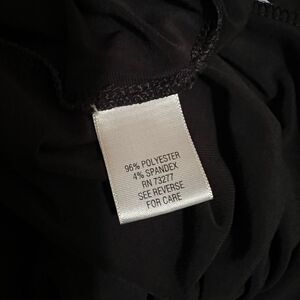 96% POLYESTER
4% SPANDEX
RN 73277
SEE REVERSE
FOR CARE